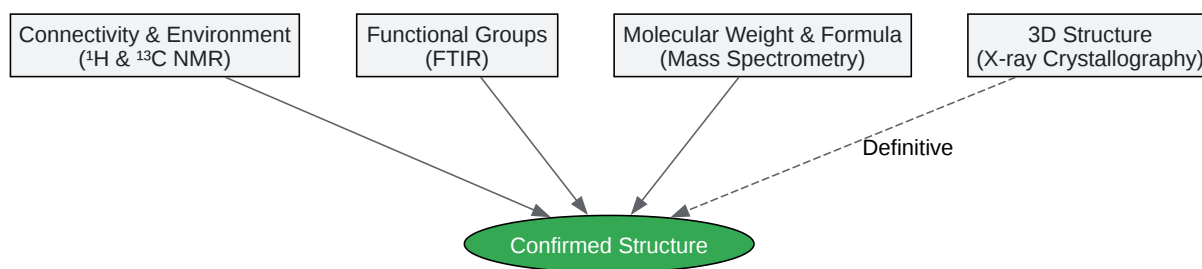 Connectivity & Environment
(¹H & ¹³C NMR)
Functional Groups
(FTIR)
Molecular Weight & Formula
(Mass Spectrometry)
3D Structure
(X-ray Crystallography)
Definitive
Confirmed Structure